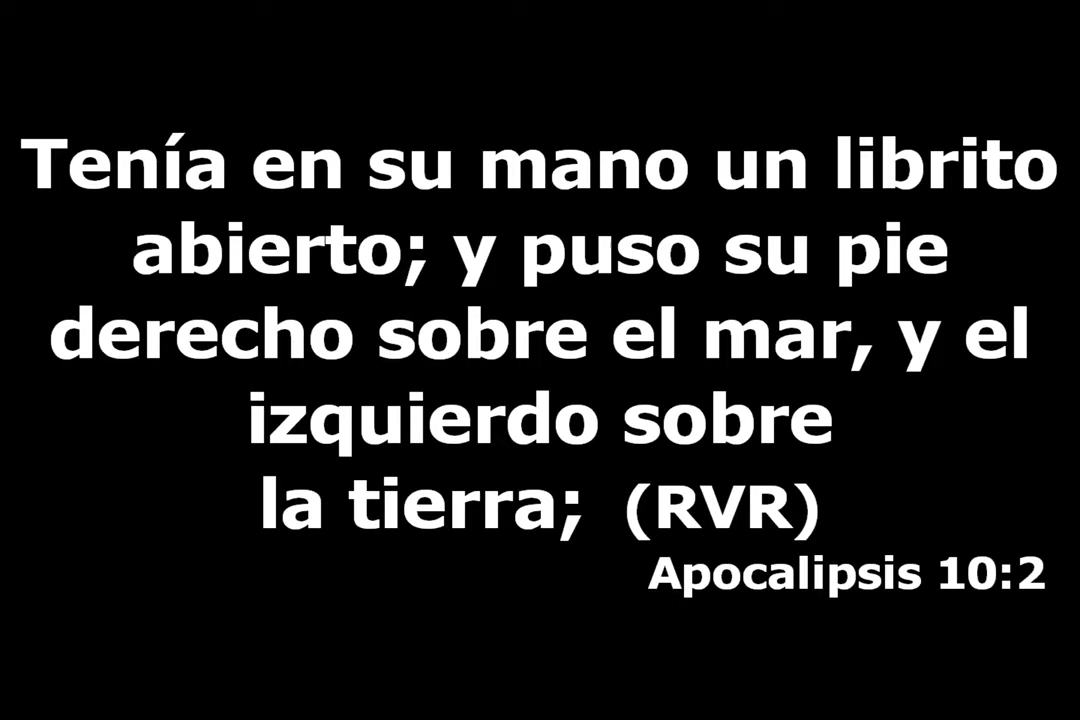 Tenía en su mano un librito
abierto; y puso su pie
derecho sobre el mar, y el
izquierdo sobre
la tierra; (RVR)
Apocalipsis 10:2